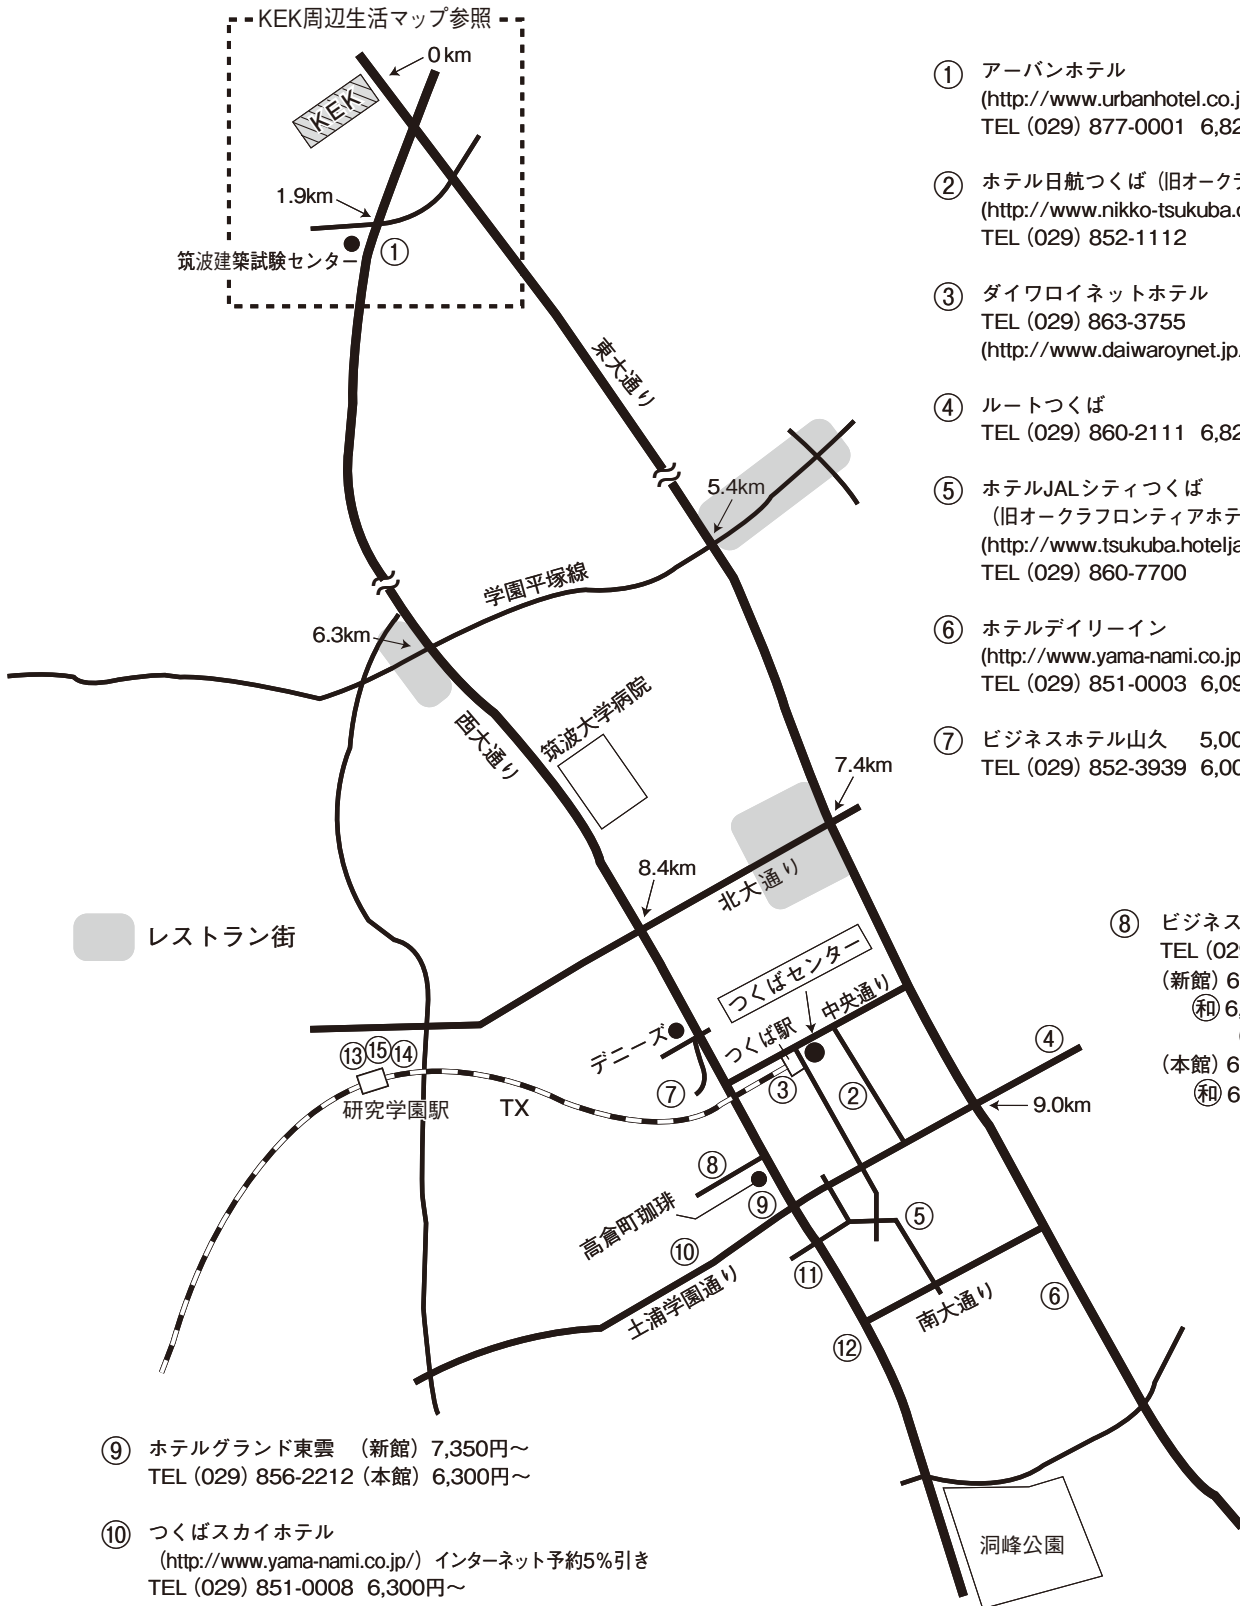 KEK周辺生活マップ参照
0km
KEK
1.9km
筑波建築試験センター
①
東大通り
5.4km
学園平塚線
6.3km
西大通り
筑波大学病院
7.4km
8.4km
北大通り
レストラン街
つくばセンター
中央通り
つくば駅
デニーズ
④
⑬⑮⑭
⑦
③
②
研究学園駅
TX
9.0km
⑧
⑨
高倉町珈琲
⑤
⑩
⑪
土浦学園通り
⑥
南大通り
⑫
洞峰公園
① アーバンホテル
(http://www.urbanhotel.co.j
TEL (029) 877-0001 6,82
② ホテル日航つくば (旧オークラ
(http://www.nikko-tsukuba.c
TEL (029) 852-1112
③ ダイワロイネットホテル
TEL (029) 863-3755
(http://www.daiwaroynet.jp.
④ ルートつくば
TEL (029) 860-2111 6,82
⑤ ホテルJALシティつくば
（旧オークラフロンティアホテ
(http://www.tsukuba.hotelja
TEL (029) 860-7700
⑥ ホテルデイリーイン
(http://www.yama-nami.co.jp
TEL (029) 851-0003 6,09
⑦ ビジネスホテル山久 5,00
TEL (029) 852-3939 6,00
⑧ ビジネス
TEL (029
(新館) 6
㊥和 6,
(本館) 6
和 6
⑨ ホテルグランド東雲 （新館）7,350円～
TEL (029) 856-2212（本館）6,300円～
⑩ つくばスカイホテル
（http://www.yama-nami.co.jp/）インターネット予約5%引き
TEL (029) 851-0008 6,300円～